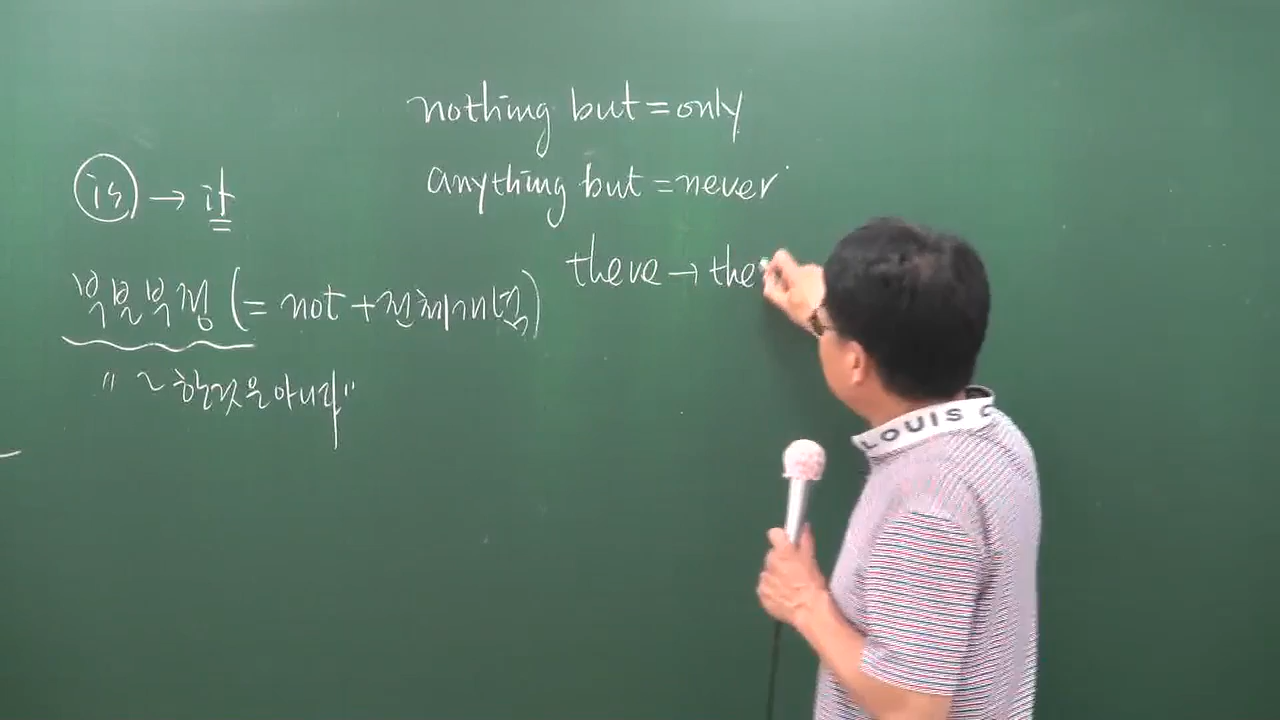 nothing but = only
anything but = never
there → the
is → 다
부분부정 (= not + 전체개념)
" ~ 한것은아니다"
LOUIS C